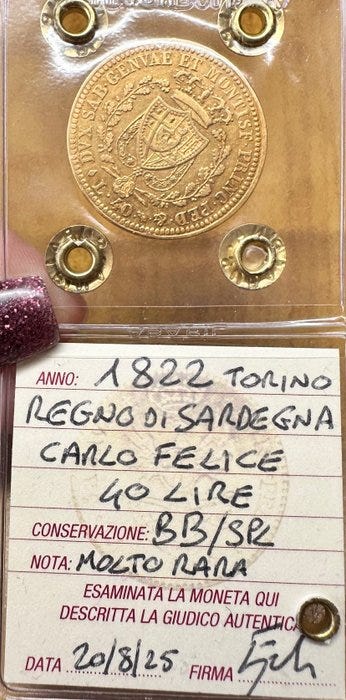 DVX SAB·GENVAE ET MONTISF·PRINC·PED·&
L·40
ANNO: 1822 TORINO
REGNO DI SARDEGNA
CARLO FELICE
40 LIRE
CONSERVAZIONE: BB/SPL
NOTA: MOLTO RARA
ESAMINATA LA MONETA QUI
DESCRITTA LA GIUDICO AUTENTICA
DATA 20/8/25 FIRMA